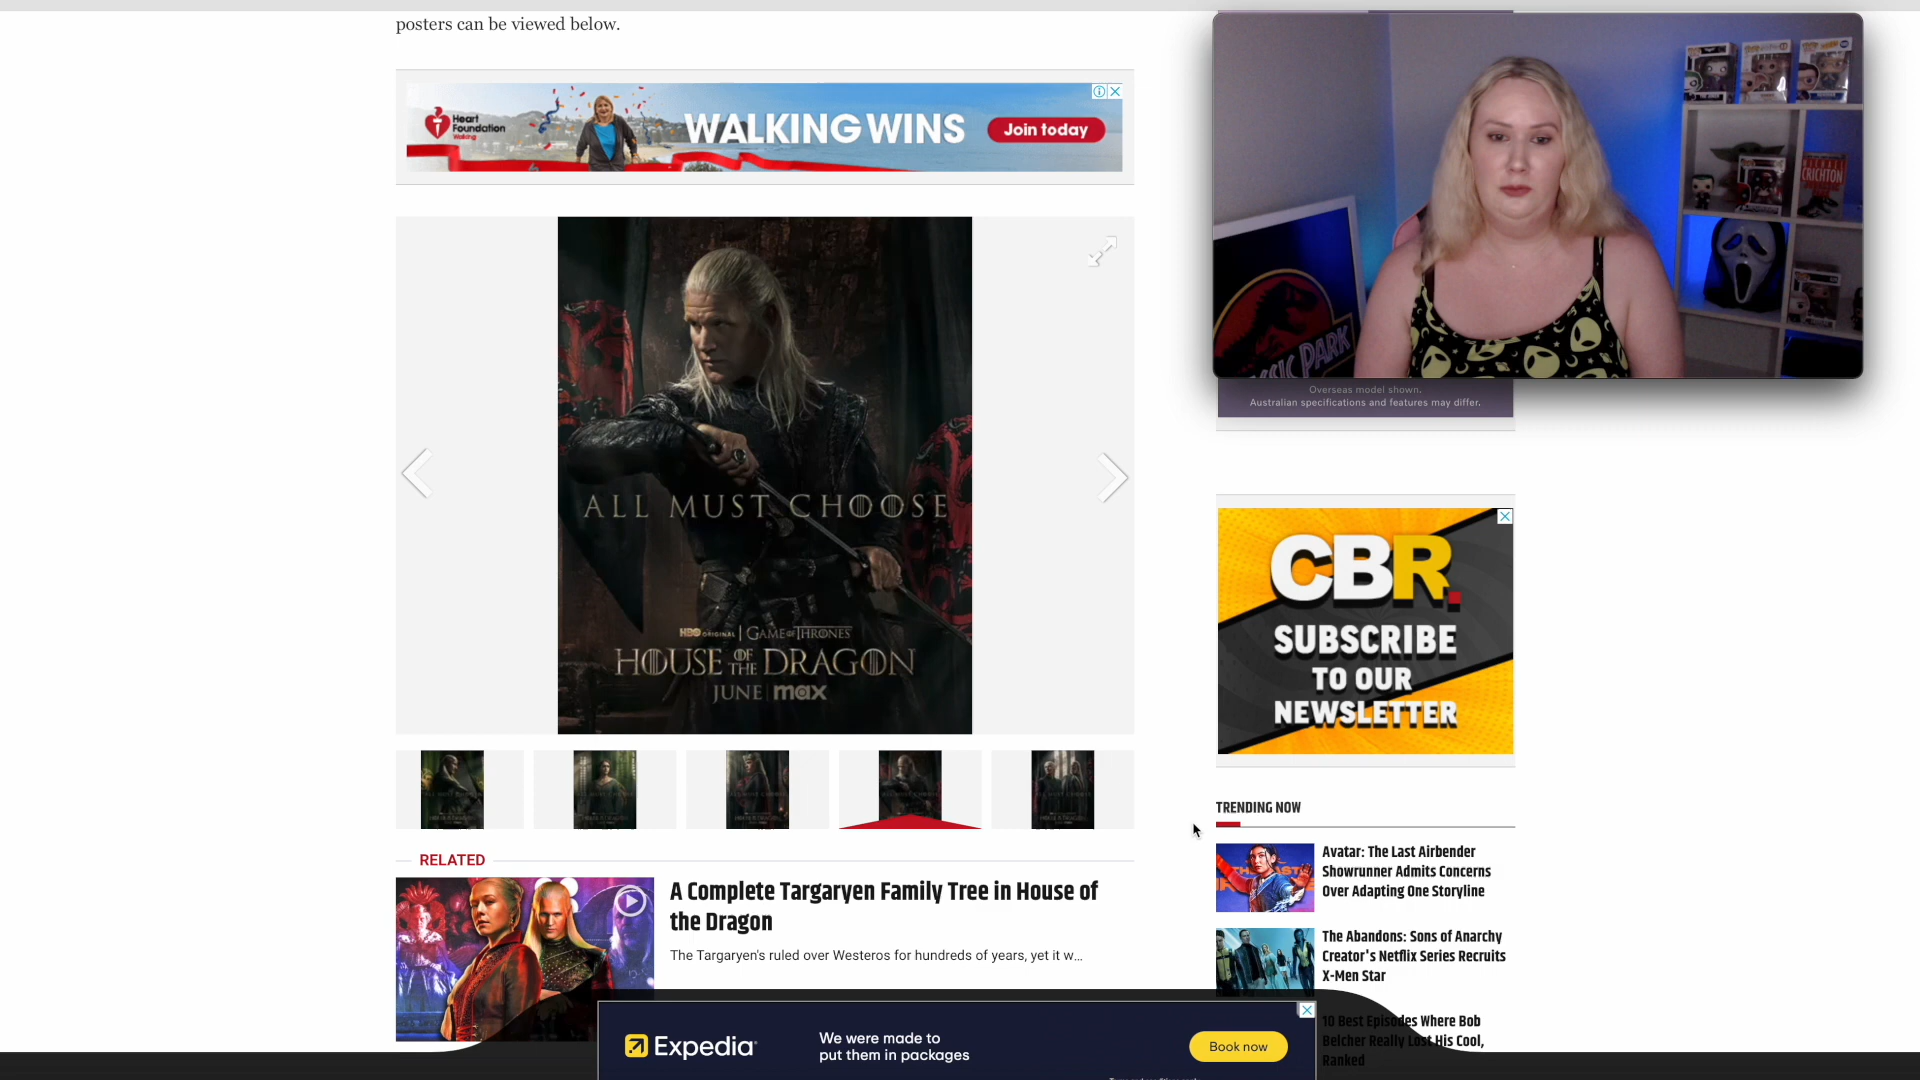 posters can be viewed below.
Heart
Foundation
Walking
WALKING WINS
Join today
ALL MUST CHOOSE
HBO ORIGINAL | GAME OF THRONES
HOUSE OF THE DRAGON
JUNE | max
RELATED
A Complete Targaryen Family Tree in House of
the Dragon
The Targaryen's ruled over Westeros for hundreds of years, yet it w...
MICHAEL
CRICHTON
SSIC PARK
Overseas model shown.
Australian specifications and features may differ.
CBR.
SUBSCRIBE
TO OUR
NEWSLETTER
TRENDING NOW
Avatar: The Last Airbender
Showrunner Admits Concerns
Over Adapting One Storyline
The Abandons: Sons of Anarchy
Creator's Netflix Series Recruits
X-Men Star
10 Best Episodes Where Bob
Belcher Really Lost His Cool,
Ranked
Expedia
We were made to
put them in packages
Book now